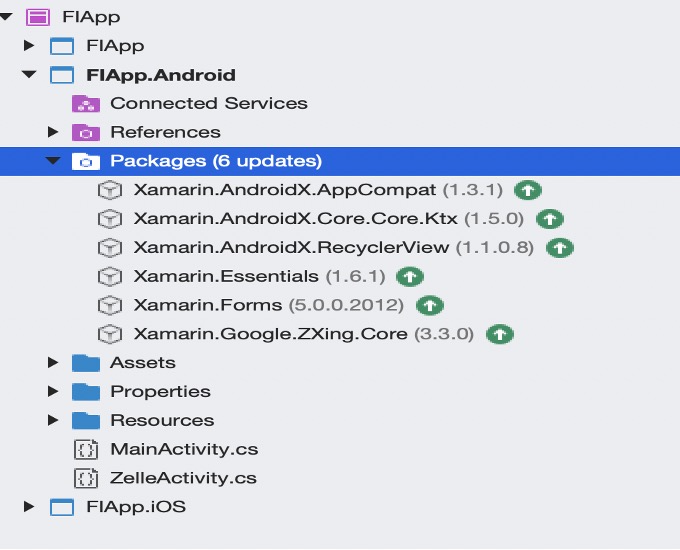 FIApp
FIApp
FIApp.Android
Connected Services
References
Packages (6 updates)
Xamarin.AndroidX.AppCompat (1.3.1)
Xamarin.AndroidX.Core.Core.Ktx (1.5.0)
Xamarin.AndroidX.RecyclerView (1.1.0.8)
Xamarin.Essentials (1.6.1)
Xamarin.Forms (5.0.0.2012)
Xamarin.Google.ZXing.Core (3.3.0)
Assets
Properties
Resources
MainActivity.cs
ZelleActivity.cs
FIApp.iOS